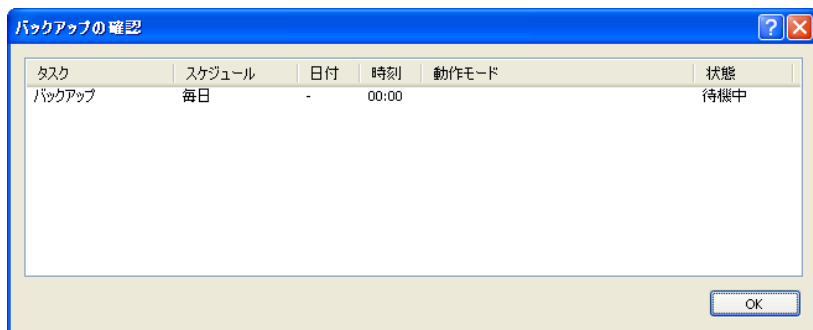 バックアップの確認
タスク スケジュール 日付 時刻 動作モード 状態
バックアップ 毎日 - 00:00 待機中
OK